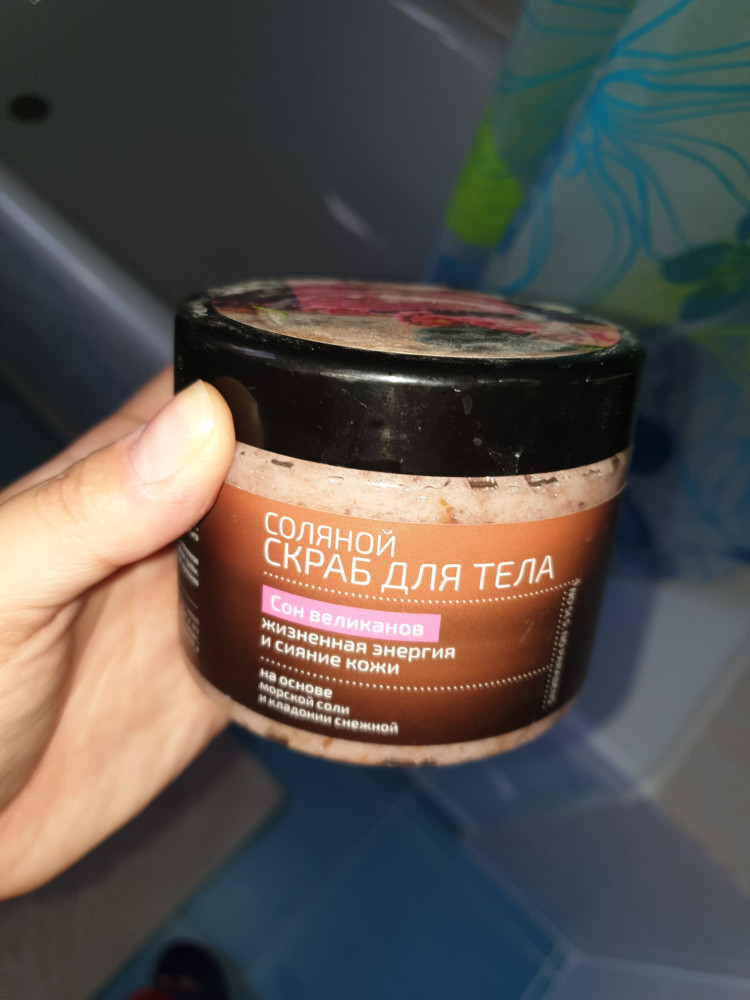 СОЛЯНОЙ
СКРАБ ДЛЯ ТЕЛА
Сон великанов
жизненная энергия
и сияние кожи
на основе
морской соли
и кладонии снежной